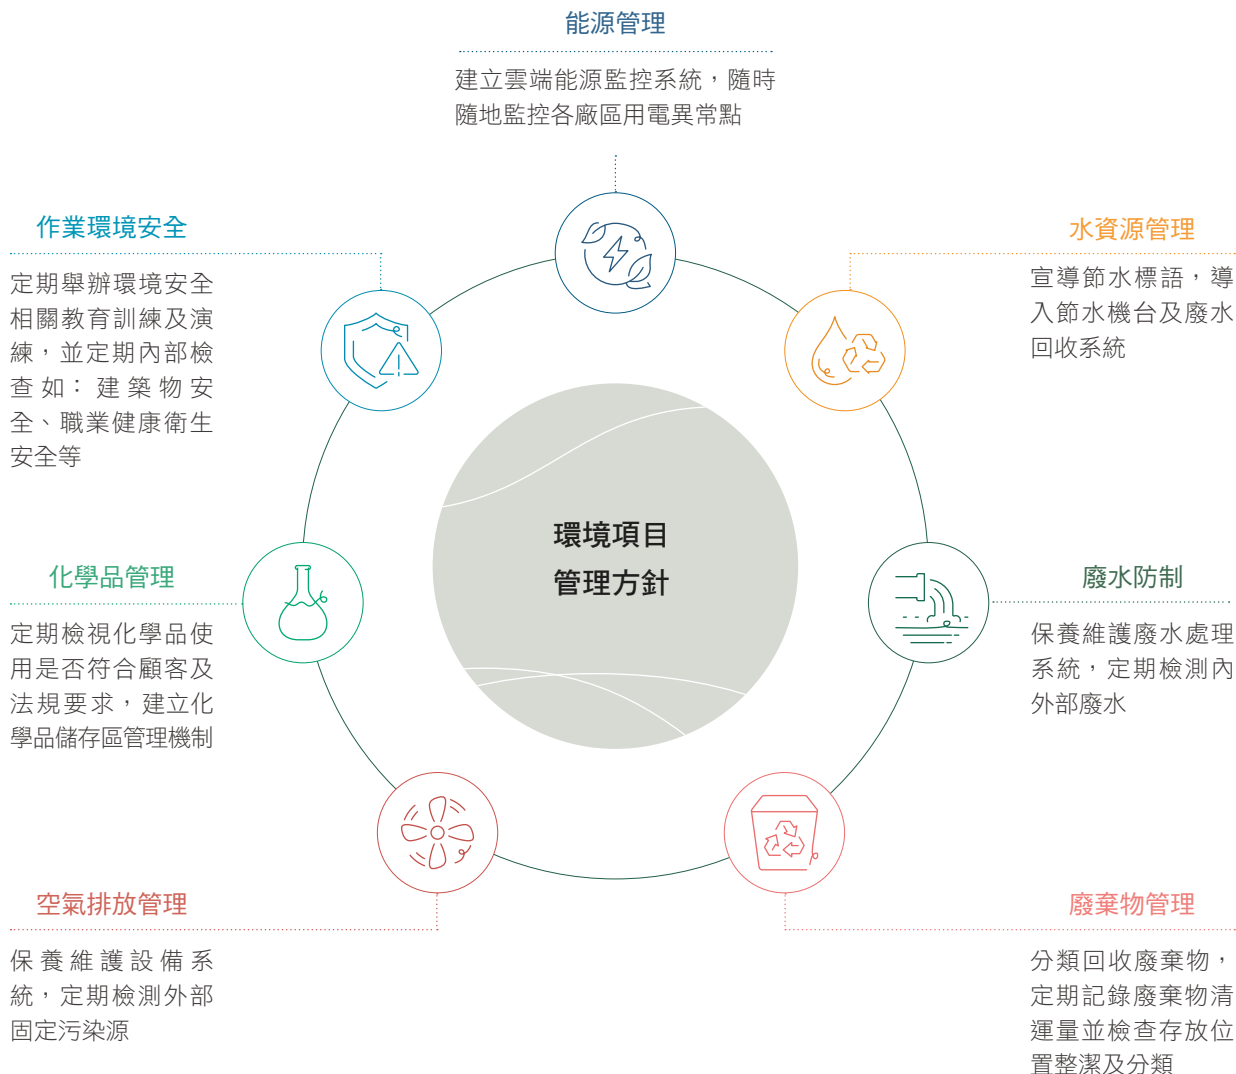 能源管理
建立雲端能源監控系統，隨時
隨地監控各廠區用電異常點
作業環境安全
定期舉辦環境安全
相關教育訓練及演
練，並定期內部檢
查如：建築物安
全、職業健康衛生
安全等
水資源管理
宣導節水標語，導
入節水機台及廢水
回收系統
環境項目
管理方針
化學品管理
定期檢視化學品使
用是否符合顧客及
法規要求，建立化
學品儲存區管理機制
廢水防制
保養維護廢水處理
系統，定期檢測內
外部廢水
空氣排放管理
保養維護設備系
統，定期檢測外部
固定污染源
廢棄物管理
分類回收廢棄物，
定期記錄廢棄物清
運量並檢查存放位
置整潔及分類